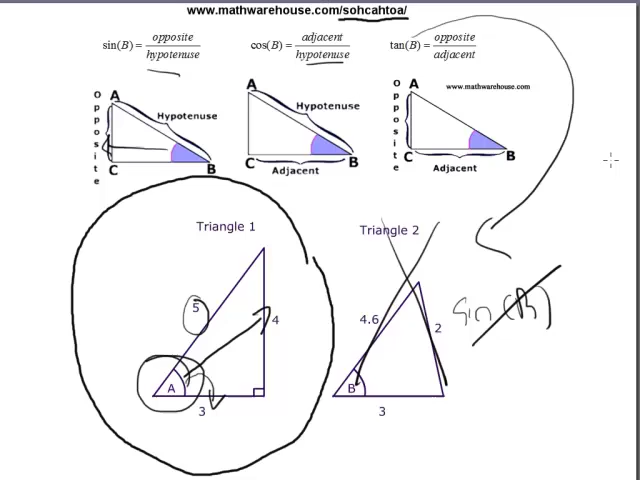 www.mathwarehouse.com/sohcahtoa/
sin(B) = opposite / hypotenuse
cos(B) = adjacent / hypotenuse
tan(B) = opposite / adjacent
Opposite
A
Hypotenuse
C
B
A
Hypotenuse
C
B
Adjacent
www.mathwarehouse.com
Opposite
A
C
B
Adjacent
Triangle 1
5
4
A
3
Triangle 2
4.6
2
B
3
Sin (B)